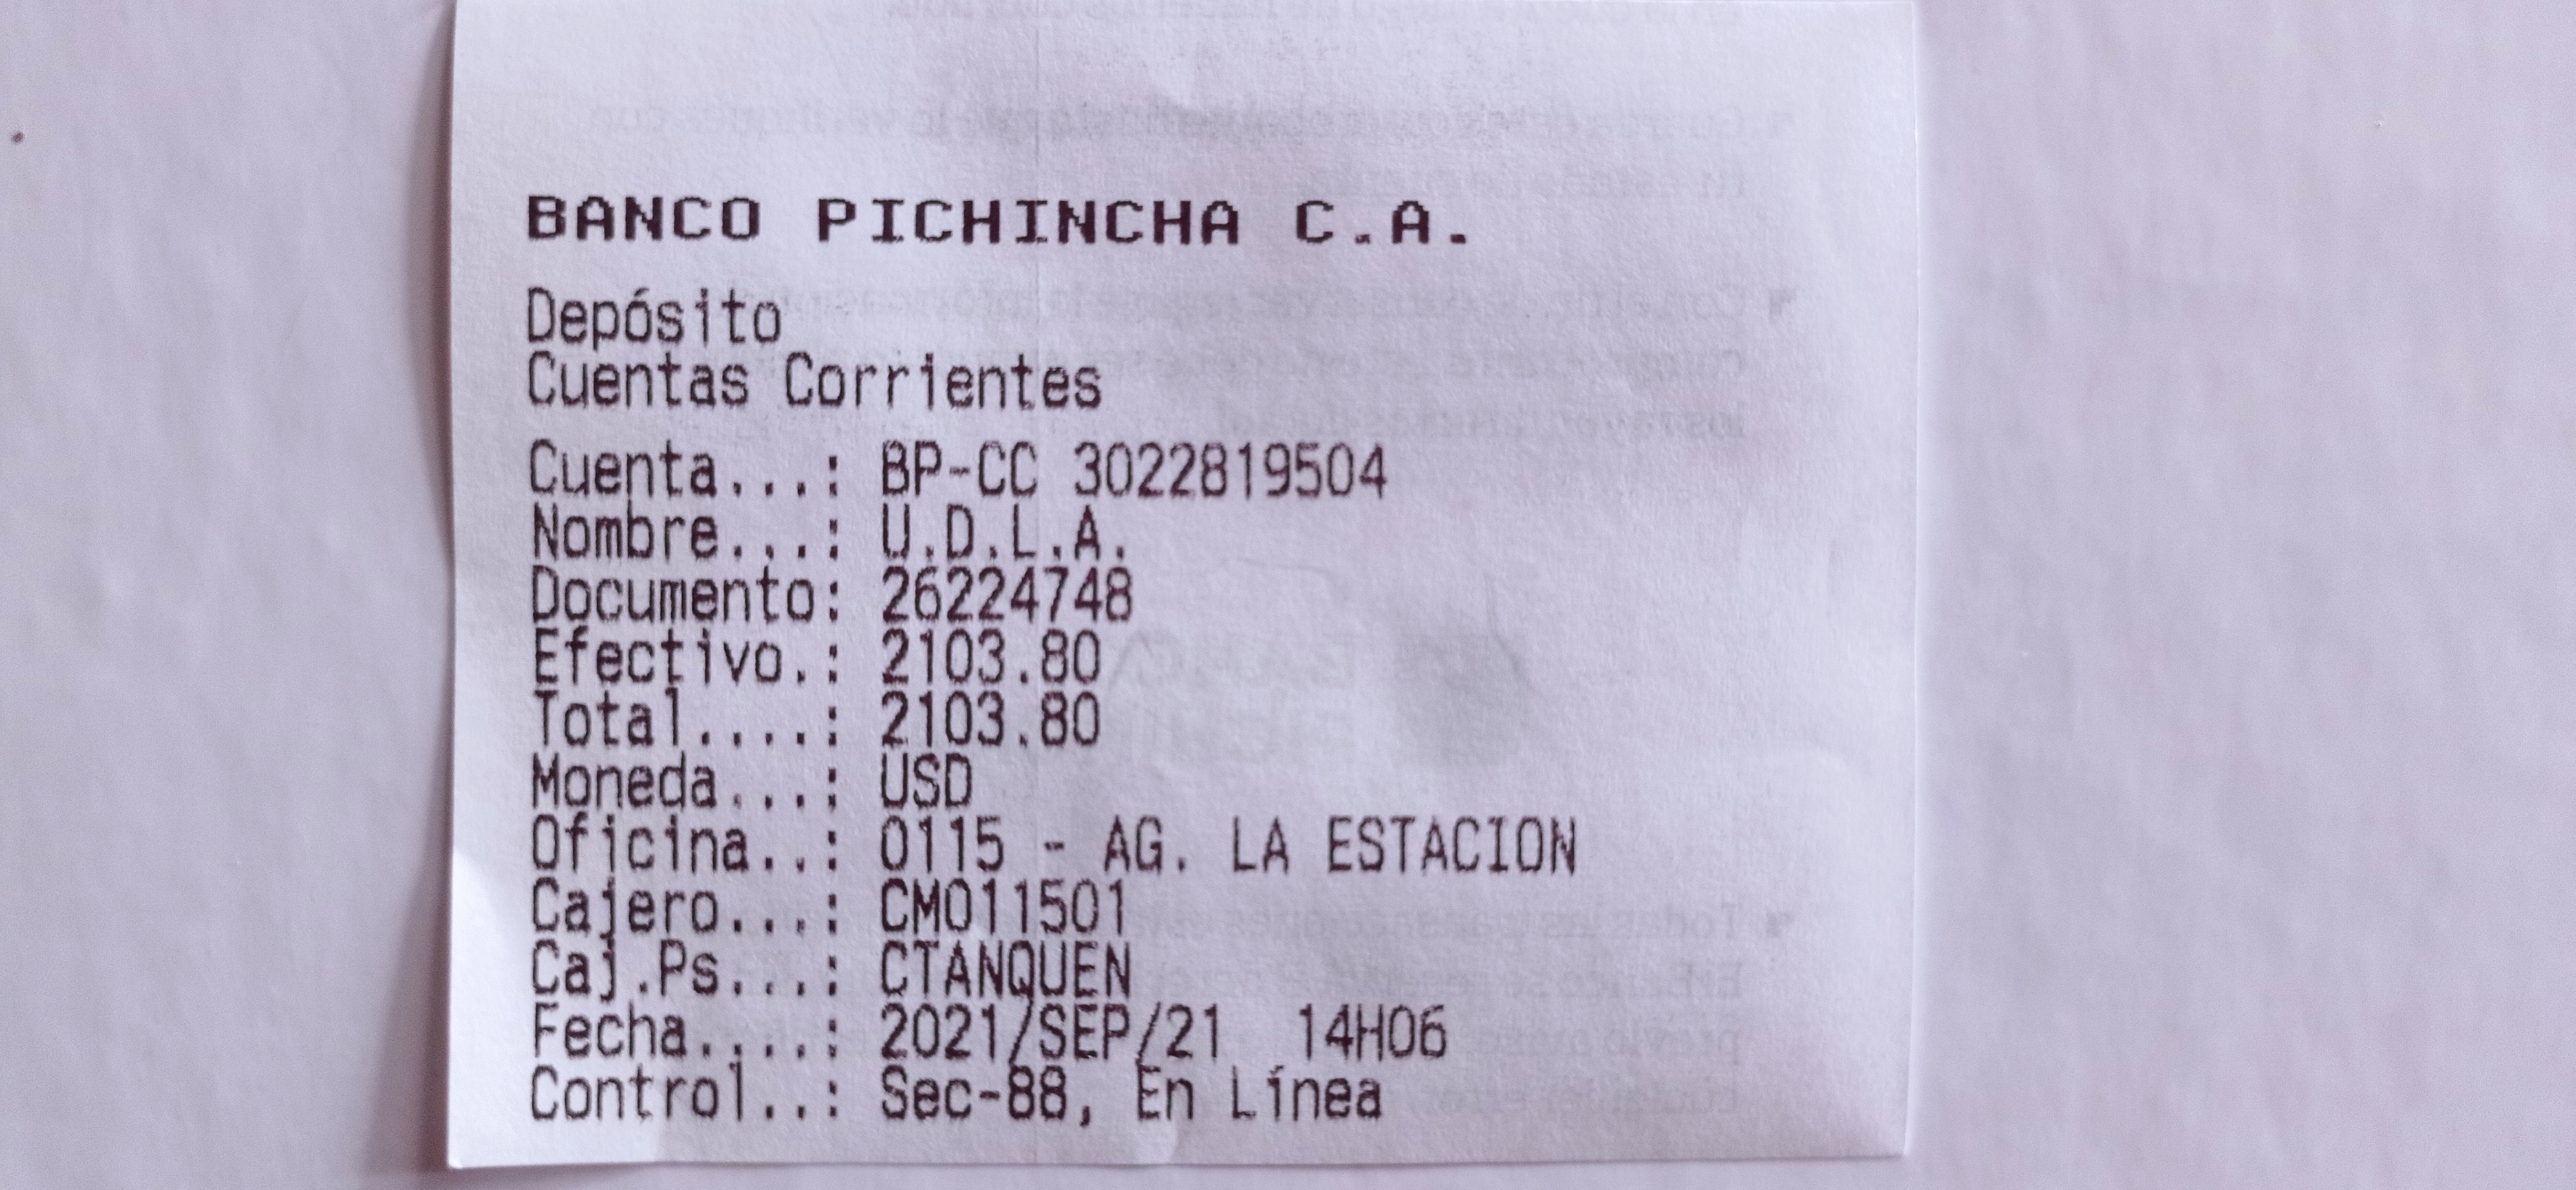 BANCO PICHINCHA C.A.
Depósito
Cuentas Corrientes
Cuenta...: BP-CC 3022819504
Nombre...: U.D.L.A.
Documento: 26224748
Efectivo.: 2103.80
Total....: 2103.80
Moneda...: USD
Oficina..: 0115 - AG. LA ESTACION
Cajero...: CM011501
Caj.Ps...: CTANQUEN
Fecha....: 2021/SEP/21  14H06
Control..: Sec-88, En Línea